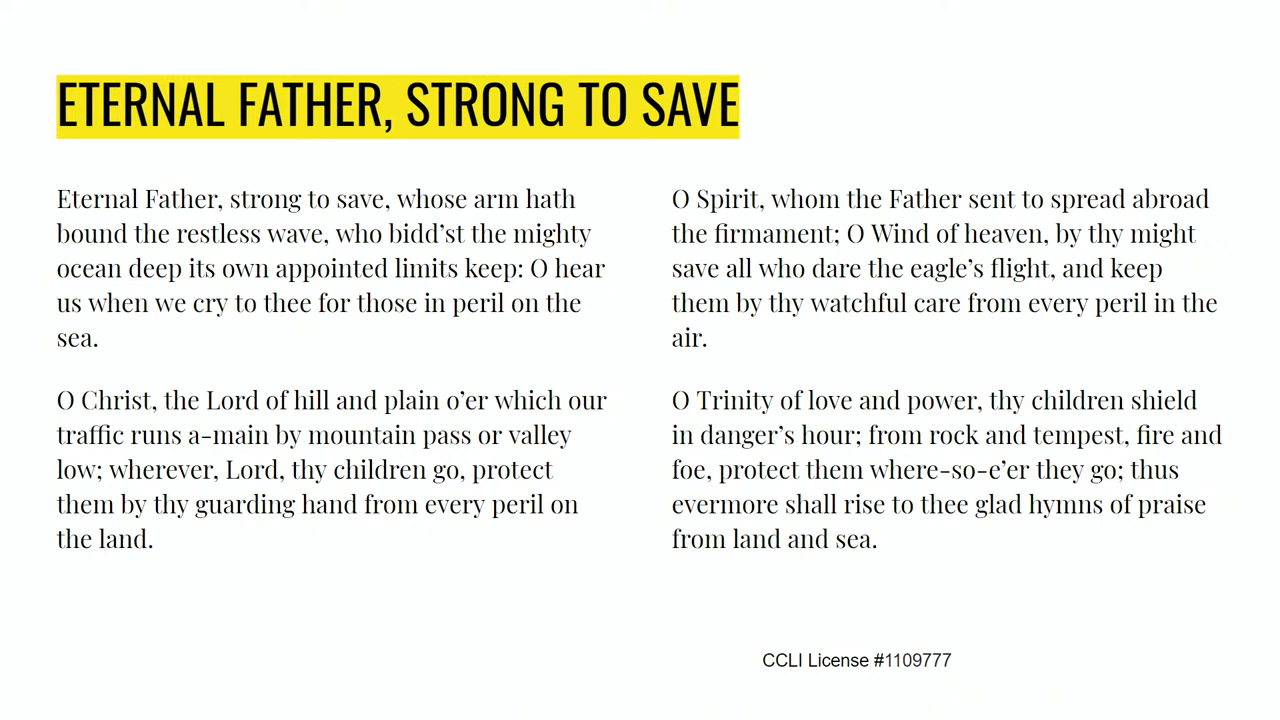 ETERNAL FATHER, STRONG TO SAVE
Eternal Father, strong to save, whose arm hath
bound the restless wave, who bidd’st the mighty
ocean deep its own appointed limits keep: O hear
us when we cry to thee for those in peril on the
sea.
O Christ, the Lord of hill and plain o’er which our
traffic runs a-main by mountain pass or valley
low; wherever, Lord, thy children go, protect
them by thy guarding hand from every peril on
the land.
O Spirit, whom the Father sent to spread abroad
the firmament; O Wind of heaven, by thy might
save all who dare the eagle’s flight, and keep
them by thy watchful care from every peril in the
air.
O Trinity of love and power, thy children shield
in danger’s hour; from rock and tempest, fire and
foe, protect them where-so-e’er they go; thus
evermore shall rise to thee glad hymns of praise
from land and sea.
CCLI License #1109777